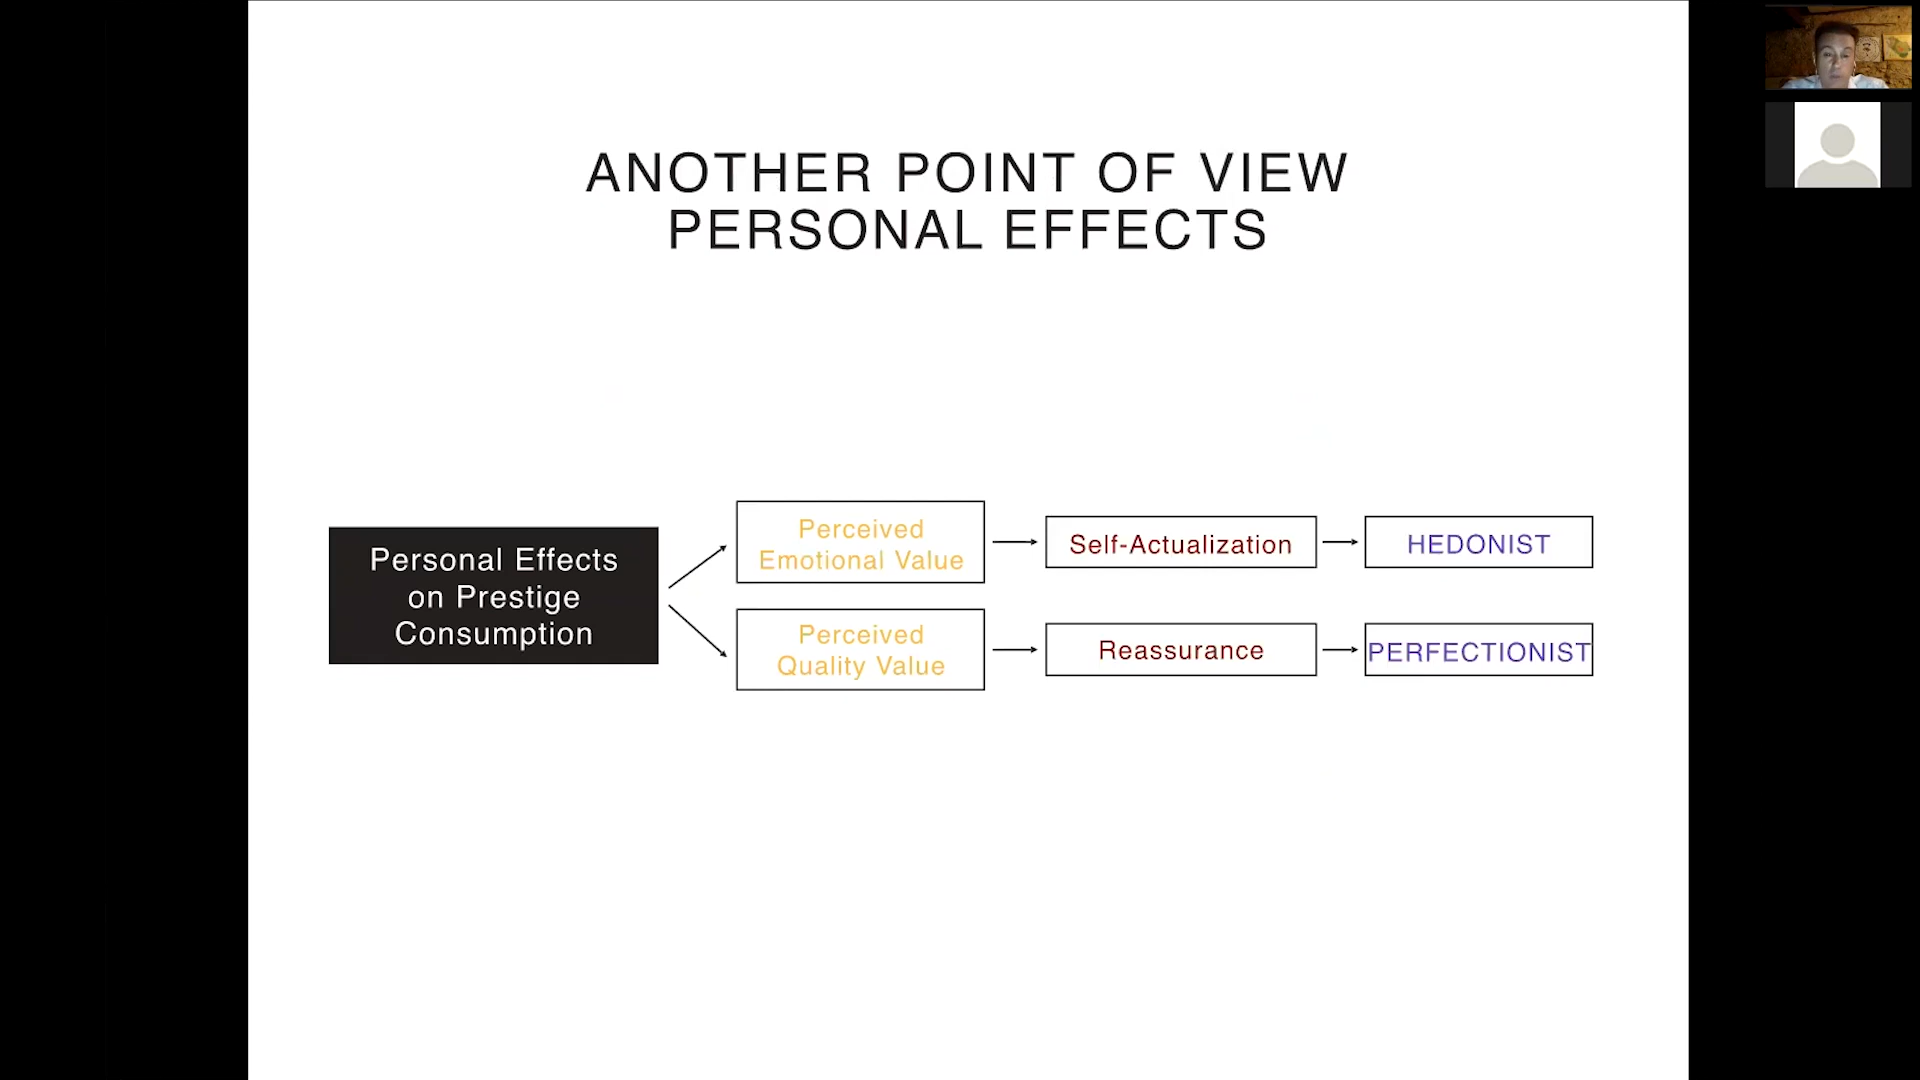 ANOTHER POINT OF VIEW
PERSONAL EFFECTS
Personal Effects
on Prestige
Consumption
Perceived
Emotional Value
Self-Actualization
HEDONIST
Perceived
Quality Value
Reassurance
PERFECTIONIST